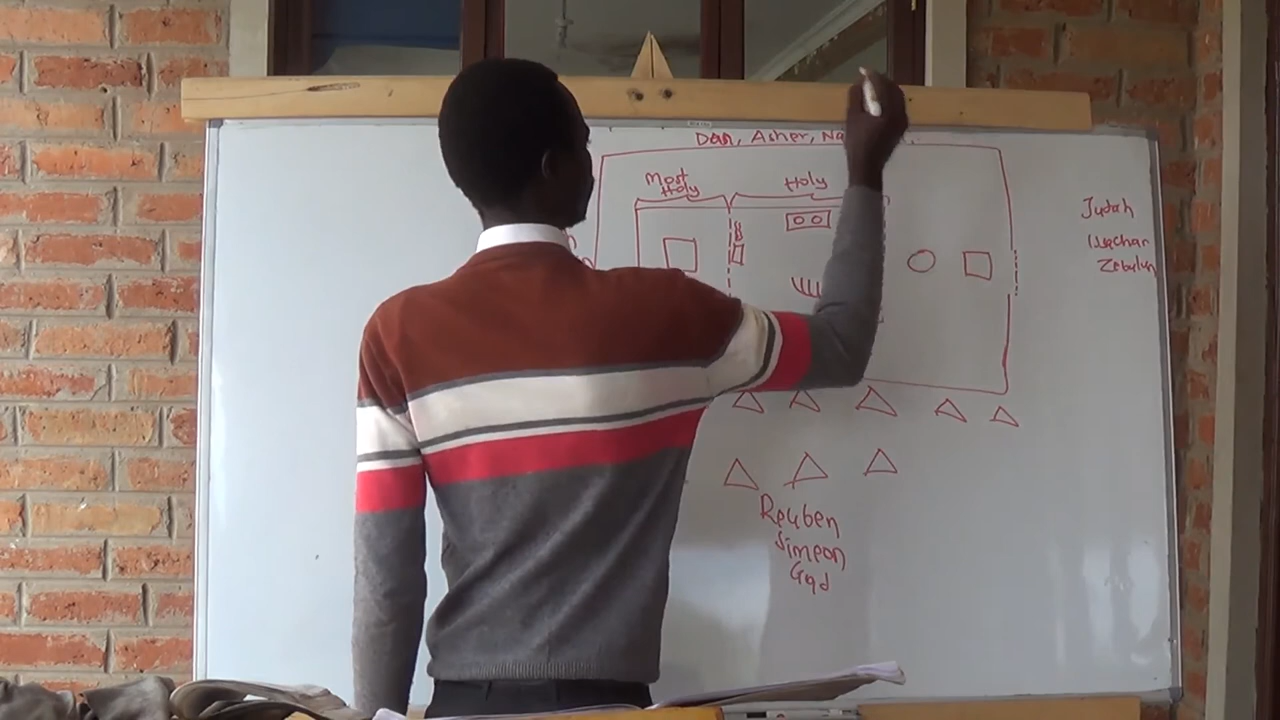 Dan, Asher, Na
Most
Holy
Holy
Judah
Issachar
Zebulun
Reuben
Simeon
Gad